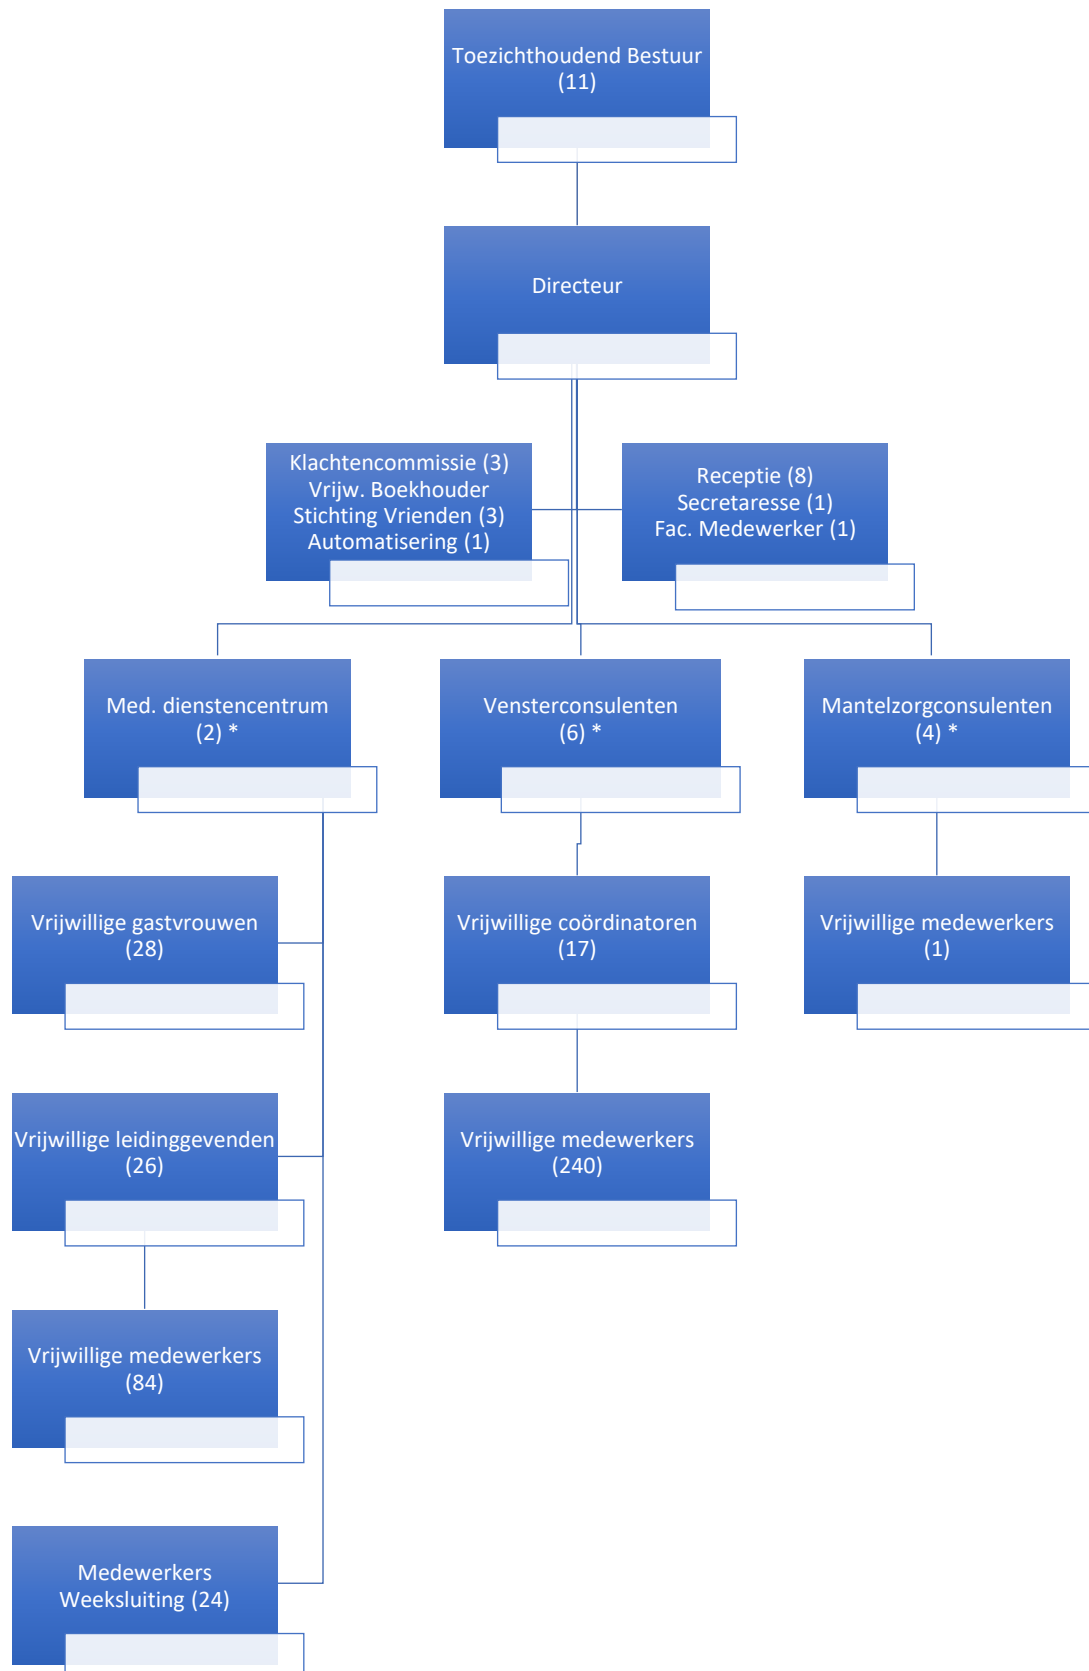 Toezichthoudend Bestuur
(11)
Directeur
Klachtencommissie (3)
Vrijw. Boekhouder
Stichting Vrienden (3)
Automatisering (1)
Receptie (8)
Secretaresse (1)
Fac. Medewerker (1)
Med. dienstencentrum
(2) *
Vensterconsulenten
(6) *
Mantelzorgconsulenten
(4) *
Vrijwillige gastvrouwen
(28)
Vrijwillige coördinatoren
(17)
Vrijwillige medewerkers
(1)
Vrijwillige leidinggevenden
(26)
Vrijwillige medewerkers
(240)
Vrijwillige medewerkers
(84)
Medewerkers
Weeksluiting (24)